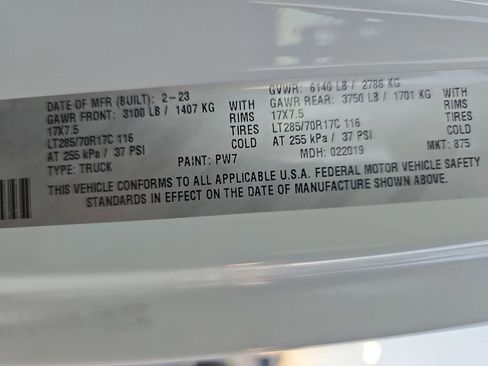 DATE OF MFR (BUILT): 2-23 GVWR: 6140 LB / 2786 KG
GAWR FRONT: 3100 LB / 1407 KG WITH GAWR REAR: 3750 LB / 1701 KG WITH
17X7.5 RIMS 17X7.5 RIMS
LT285/70R17C 116 TIRES LT285/70R17C 116 TIRES
AT 255 kPa / 37 PSI COLD AT 255 kPa / 37 PSI COLD
TYPE: TRUCK PAINT: PW7 MDH: 022019 MKT: 875
THIS VEHICLE CONFORMS TO ALL APPLICABLE U.S.A. FEDERAL MOTOR VEHICLE SAFETY
STANDARDS IN EFFECT ON THE DATE OF MANUFACTURE SHOWN ABOVE.